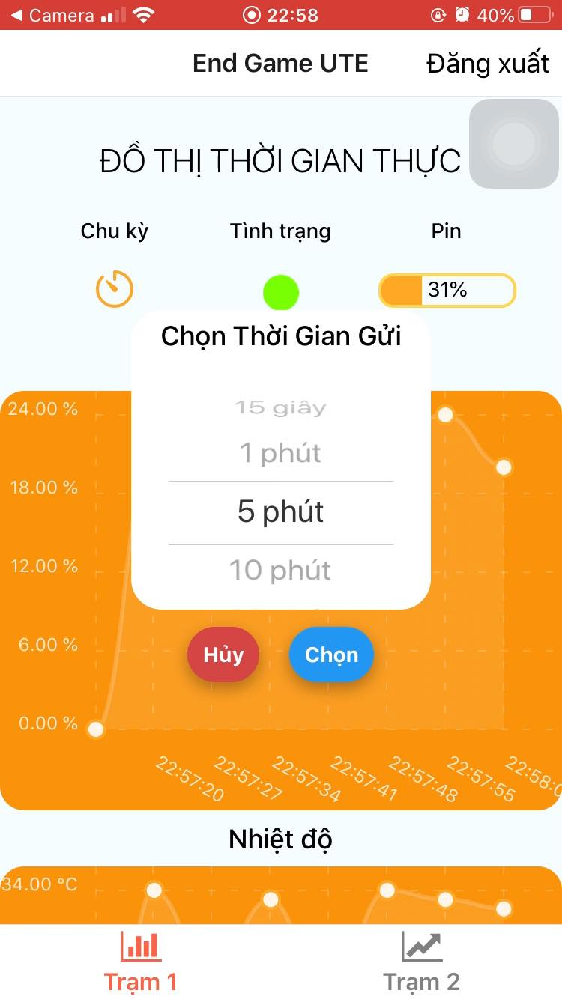 Camera 22:58 40%
End Game UTE Đăng xuất
ĐỒ THỊ THỜI GIAN THỰC
Chu kỳ Tình trạng Pin
31%
Chọn Thời Gian Gửi
15 giây
1 phút
5 phút
10 phút
Hủy Chọn
24.00 %
18.00 %
12.00 %
6.00 %
0.00 %
22:57:20 22:57:27 22:57:34 22:57:41 22:57:48 22:57:55 22:58:0
Nhiệt độ
34.00 °C
Trạm 1 Trạm 2